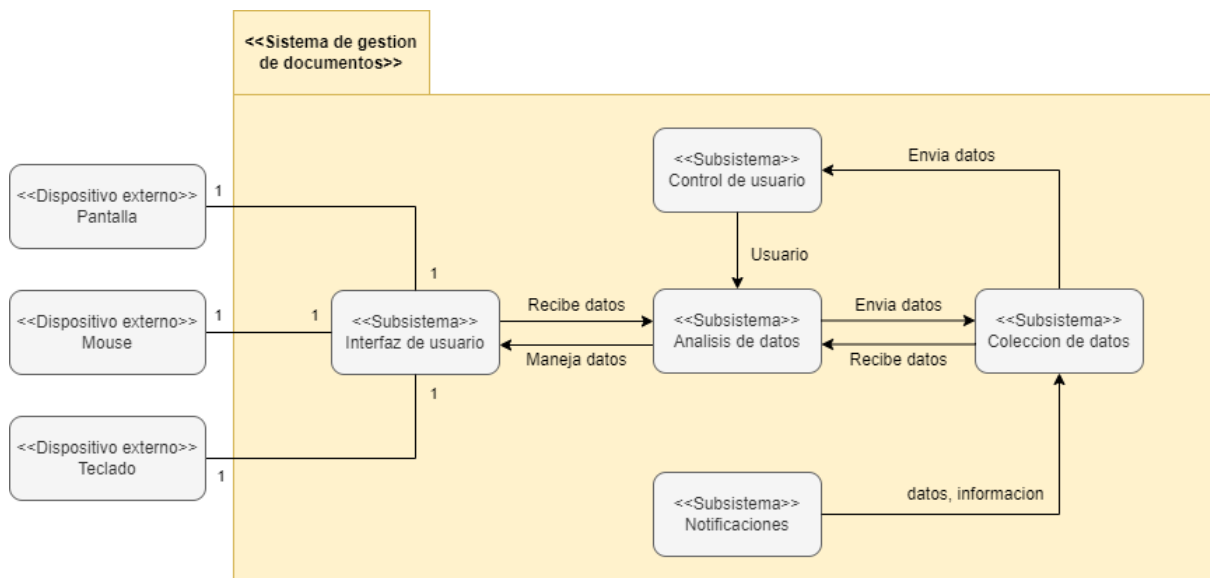 <<Sistema de gestion
de documentos>>
<<Subsistema>>
Control de usuario
Envia datos
<<Dispositivo externo>>
Pantalla
1
Usuario
1
<<Dispositivo externo>>
Mouse
1
1
<<Subsistema>>
Interfaz de usuario
Recibe datos
Maneja datos
<<Subsistema>>
Analisis de datos
Envia datos
Recibe datos
<<Subsistema>>
Coleccion de datos
1
<<Dispositivo externo>>
Teclado
1
<<Subsistema>>
Notificaciones
datos, informacion